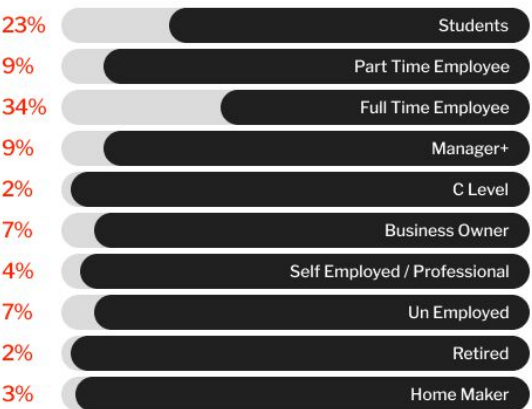 23% Students
9% Part Time Employee
34% Full Time Employee
9% Manager+
2% C Level
7% Business Owner
4% Self Employed / Professional
7% Un Employed
2% Retired
3% Home Maker